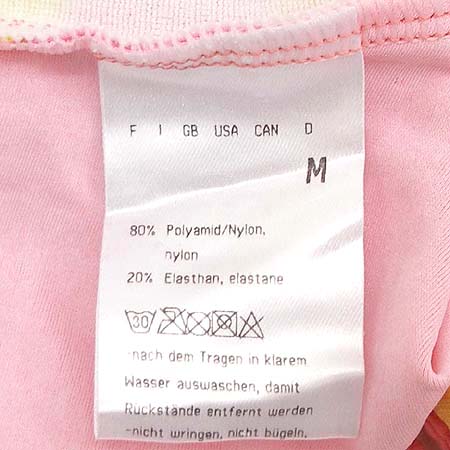 F I GB USA CAN D
M
80% Polyamid/Nylon,
nylon
20% Elasthan, elastane
30
-nach dem Tragen in klarem
Wasser auswaschen, damit
Rückstände entfernt werden
-nicht wringen, nicht bügeln,